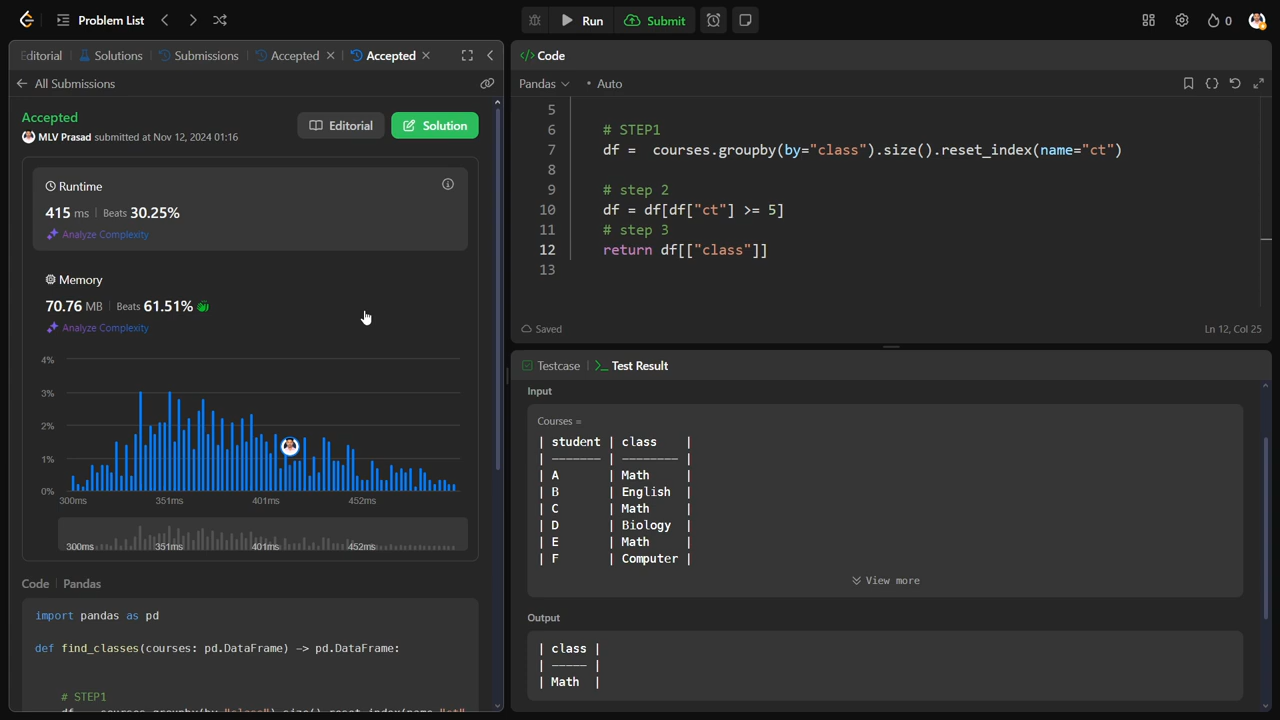 Problem List
Run
Submit
0
Editorial
Solutions
Submissions
Accepted
Accepted
All Submissions
Accepted
MLV Prasad submitted at Nov 12, 2024 01:16
Editorial
Solution
Runtime
415 ms | Beats 30.25%
Analyze Complexity
Memory
70.76 MB | Beats 61.51%
Analyze Complexity
4%
3%
2%
1%
0%
300ms 351ms 401ms 452ms
300ms 351ms 401ms 452ms
Code | Pandas
import pandas as pd
def find_classes(courses: pd.DataFrame) -> pd.DataFrame:
# STEP1
</> Code
Pandas
• Auto
5
6 # STEP1
7 df = courses.groupby(by="class").size().reset_index(name="ct")
8
9 # step 2
10 df = df[df["ct"] >= 5]
11 # step 3
12 return df[["class"]]
13
Saved
Ln 12, Col 25
Testcase
>_ Test Result
Input
Courses =
| student | class |
| ------- | -------- |
| A | Math |
| B | English |
| C | Math |
| D | Biology |
| E | Math |
| F | Computer |
View more
Output
| class |
| ----- |
| Math |